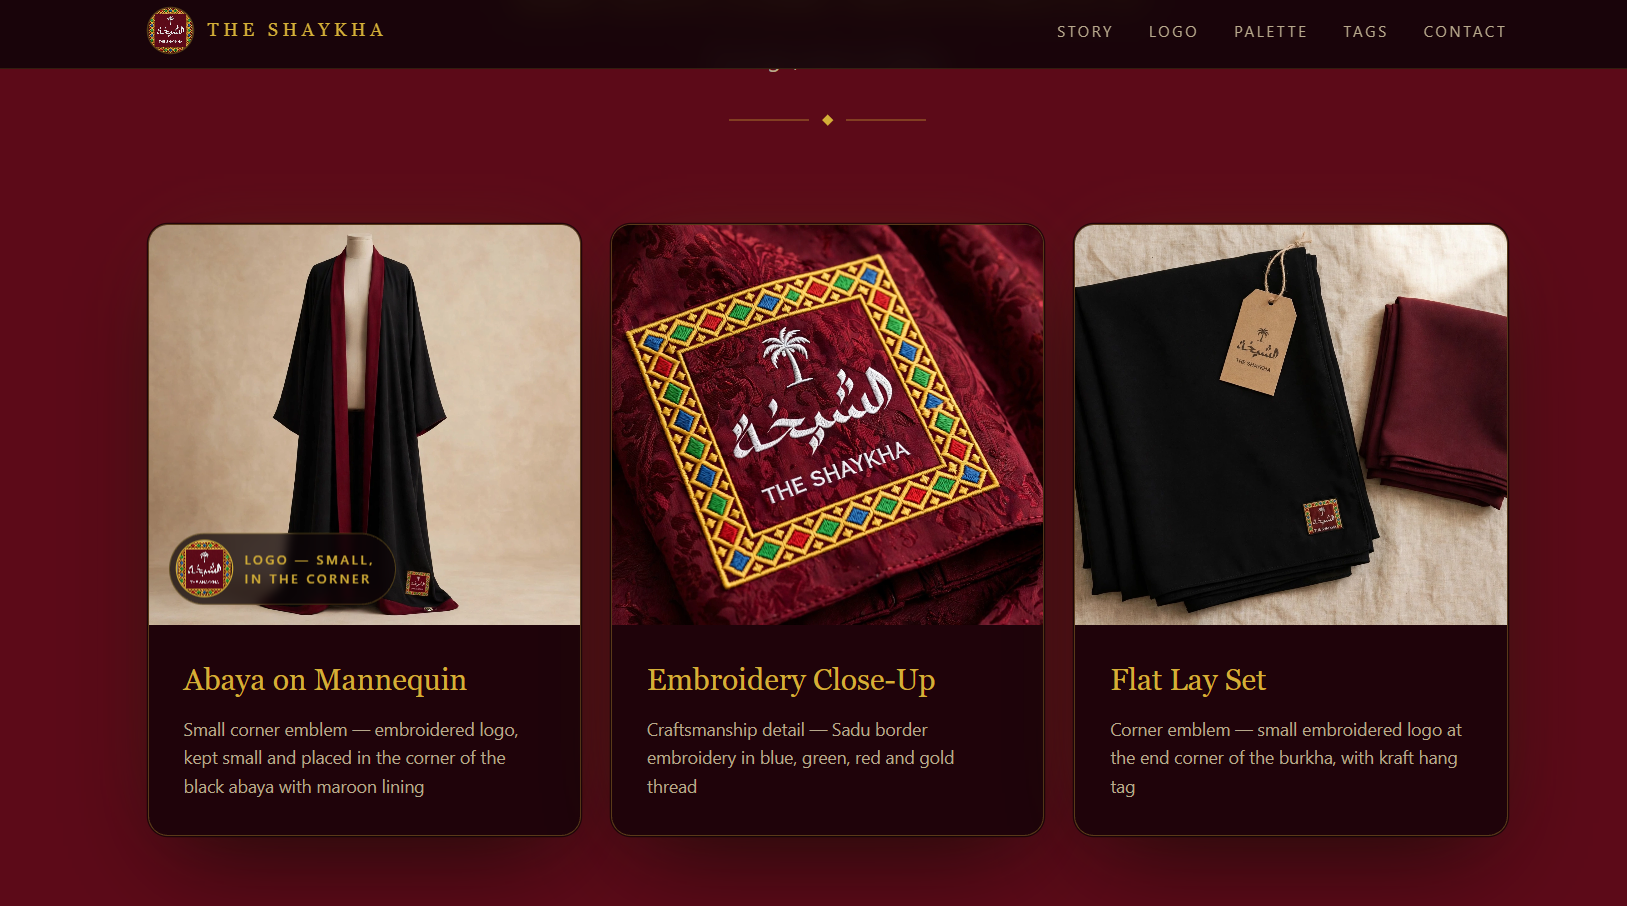 THE SHAYKHA
STORY
LOGO
PALETTE
TAGS
CONTACT
LOGO — SMALL,
IN THE CORNER
الشيخة
THE SHAYKHA
الشيخة
THE SHAYKHA
Abaya on Mannequin
Small corner emblem — embroidered logo,
kept small and placed in the corner of the
black abaya with maroon lining
Embroidery Close-Up
Craftsmanship detail — Sadu border
embroidery in blue, green, red and gold
thread
Flat Lay Set
Corner emblem — small embroidered logo at
the end corner of the burkha, with kraft hang
tag